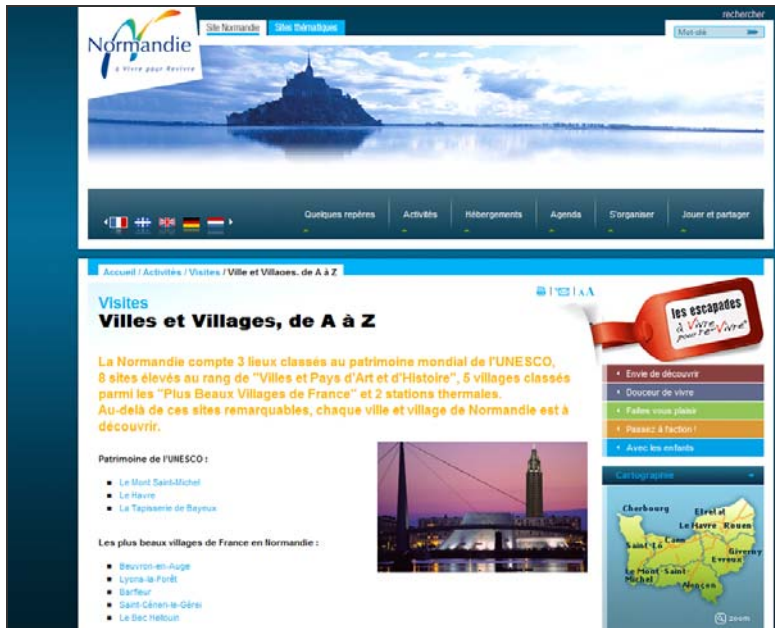 rechercher
Site Normandie Sites thématiques
Mot-clé
Normandie
à Vivre pour Revivre
Quelques repères Activités Hébergements Agenda S'organiser Jouer et partager
Accueil / Activités / Visites / Ville et Villages, de A à Z
Visites
Villes et Villages, de A à Z
AA
les escapades
à Vivre
pour re-Vivre
La Normandie compte 3 lieux classés au patrimoine mondial de l'UNESCO,
8 sites élevés au rang de "Villes et Pays d'Art et d'Histoire", 5 villages classés
parmi les "Plus Beaux Villages de France" et 2 stations thermales.
Au-delà de ces sites remarquables, chaque ville et village de Normandie est à
découvrir.
Envie de découvrir
Douceur de vivre
Faites vous plaisir
Passez à l'action !
Avec les enfants
Patrimoine de l'UNESCO :
Le Mont Saint-Michel
Le Havre
La Tapisserie de Bayeux
Les plus beaux villages de France en Normandie :
Beuvron-en-Auge
Lyons-la-Forêt
Barfleur
Saint-Céneri-le-Gérei
Le Bec Hellouin
Cartographie
Cherbourg
Etretat
Le Havre Rouen
Saint-Lô Caen
Giverny
Evreux
Le Mont-Saint-
Michel
Alençon
zoom